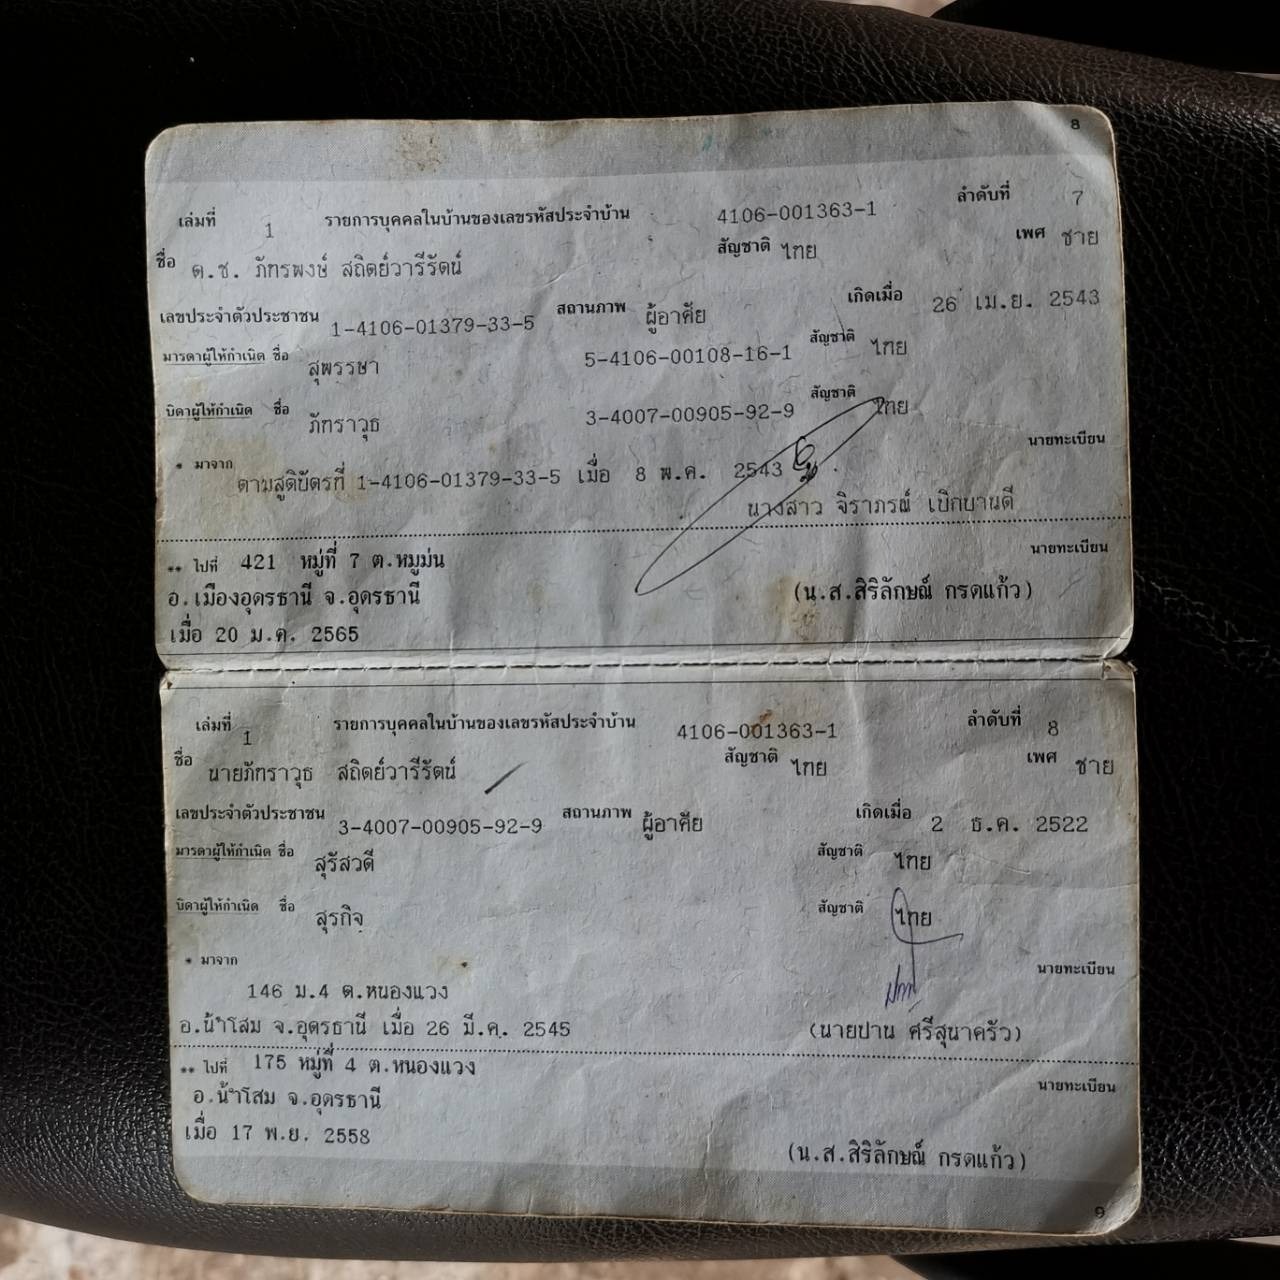 8
เล่มที่ 1 รายการบุคคลในบ้านของเลขรหัสประจำบ้าน 4106-001363-1 ลำดับที่ 7
ชื่อ ด.ช. ภัทรพงษ์ สถิตย์วารีรัตน์ สัญชาติ ไทย เพศ ชาย
เลขประจำตัวประชาชน 1-4106-01379-33-5 สถานภาพ ผู้อาศัย เกิดเมื่อ 26 เม.ย. 2543
มารดาผู้ให้กำเนิด ชื่อ สุพรรษา 5-4106-00108-16-1 สัญชาติ ไทย
บิดาผู้ให้กำเนิด ชื่อ ภัทราวุธ 3-4007-00905-92-9 สัญชาติ ไทย
* มาจาก นายทะเบียน
ตามสูติบัตรที่ 1-4106-01379-33-5 เมื่อ 8 พ.ค. 2543
นางสาว จิราภรณ์ เบิกบานดี
** ไปที่ 421 หมู่ที่ 7 ต.หมูม่น นายทะเบียน
อ.เมืองอุดรธานี จ.อุดรธานี (น.ส.สิริลักษณ์ กรดแก้ว)
เมื่อ 20 ม.ค. 2565
เล่มที่ 1 รายการบุคคลในบ้านของเลขรหัสประจำบ้าน 4106-001363-1 ลำดับที่ 8
ชื่อ นายภัทราวุธ สถิตย์วารีรัตน์ สัญชาติ ไทย เพศ ชาย
เลขประจำตัวประชาชน 3-4007-00905-92-9 สถานภาพ ผู้อาศัย เกิดเมื่อ 2 ธ.ค. 2522
มารดาผู้ให้กำเนิด ชื่อ สุรัสวดี สัญชาติ ไทย
บิดาผู้ให้กำเนิด ชื่อ สุรกิจ สัญชาติ ไทย
* มาจาก นายทะเบียน
146 ม.4 ต.หนองแวง
อ.น้ำโสม จ.อุดรธานี เมื่อ 26 มี.ค. 2545 (นายปาน ศรีสุนาครัว)
** ไปที่ 175 หมู่ที่ 4 ต.หนองแวง นายทะเบียน
อ.น้ำโสม จ.อุดรธานี
เมื่อ 17 พ.ย. 2558 (น.ส.สิริลักษณ์ กรดแก้ว)
9